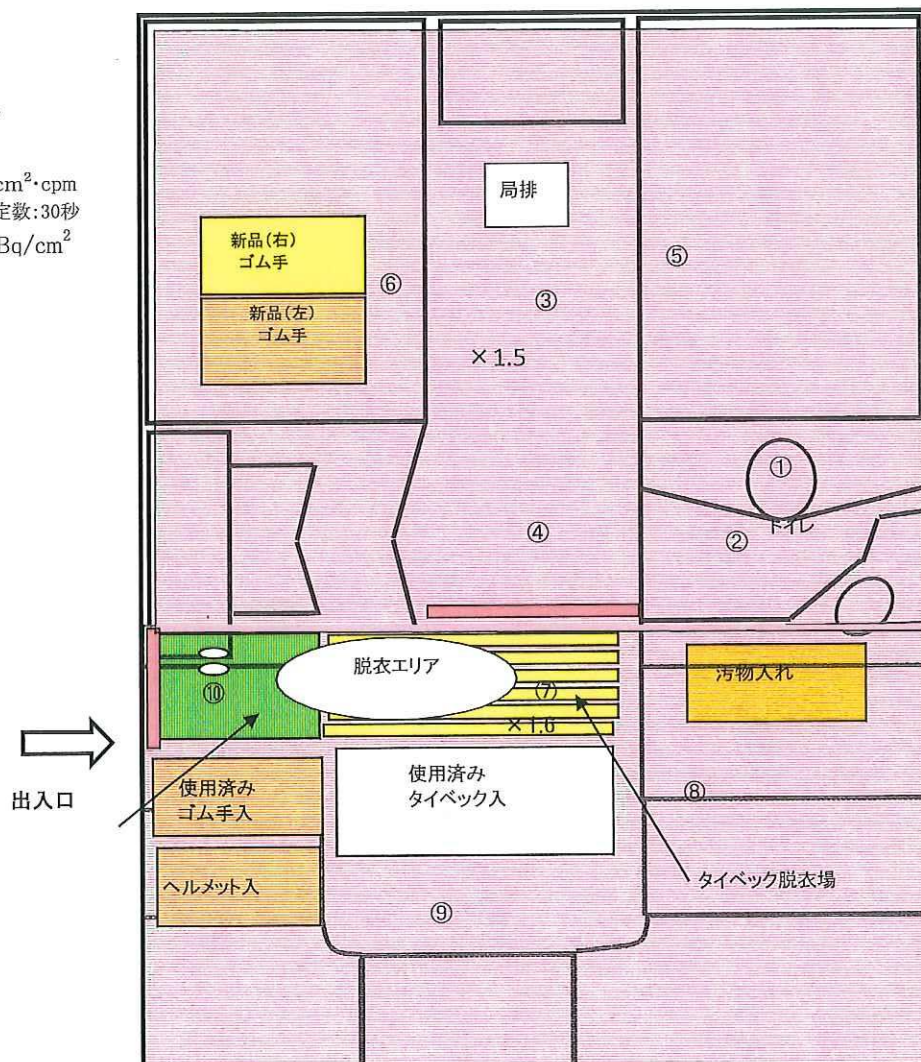 cm²・cpm
定数:30秒
Bq/cm²
局排
新品(右)
ゴム手
⑥
⑤
③
新品(左)
ゴム手
×1.5
①
④
②
トイレ
脱衣エリア
⑦
⑩
汚物入れ
×1.6
出入口
使用済み
ゴム手入
使用済み
タイベック入
⑧
ヘルメット入
タイベック脱衣場
⑨